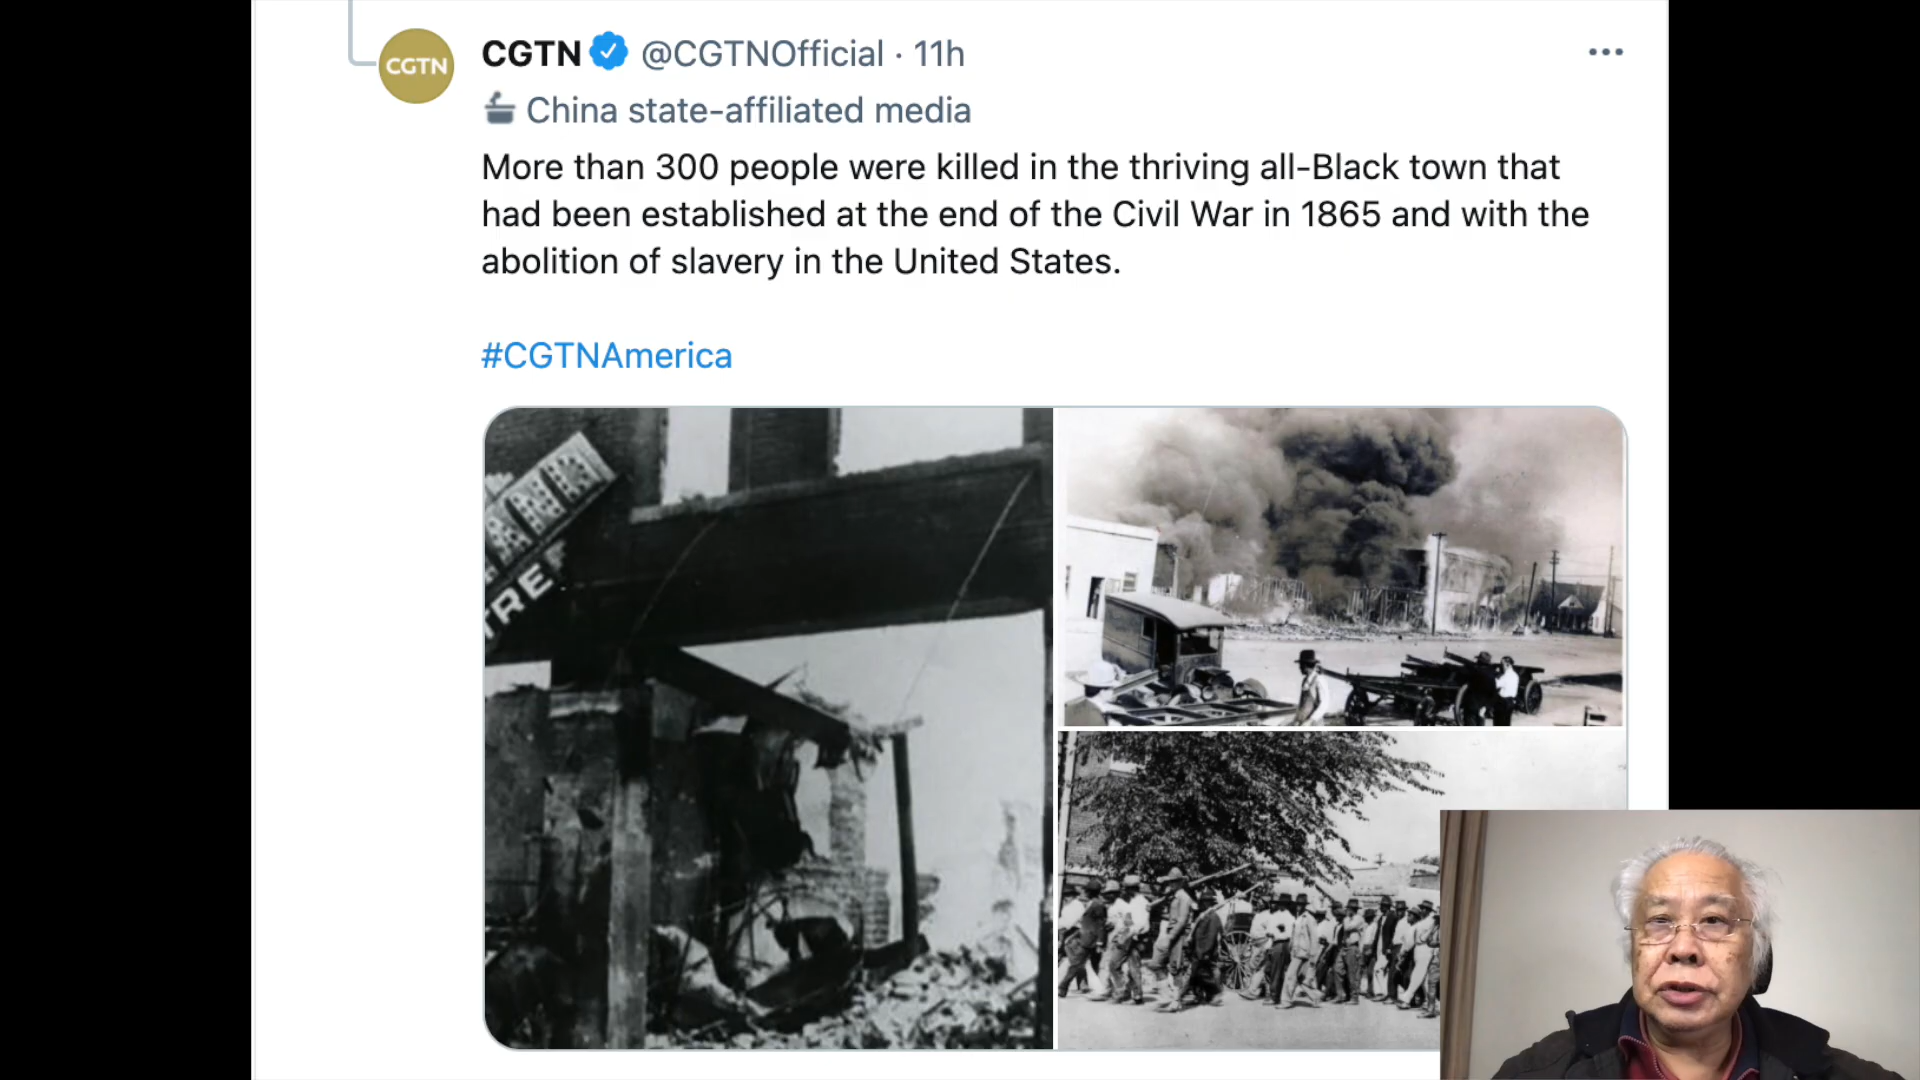 CGTN
CGTN @CGTNOfficial · 11h
China state-affiliated media
More than 300 people were killed in the thriving all-Black town that
had been established at the end of the Civil War in 1865 and with the
abolition of slavery in the United States.
#CGTNAmerica